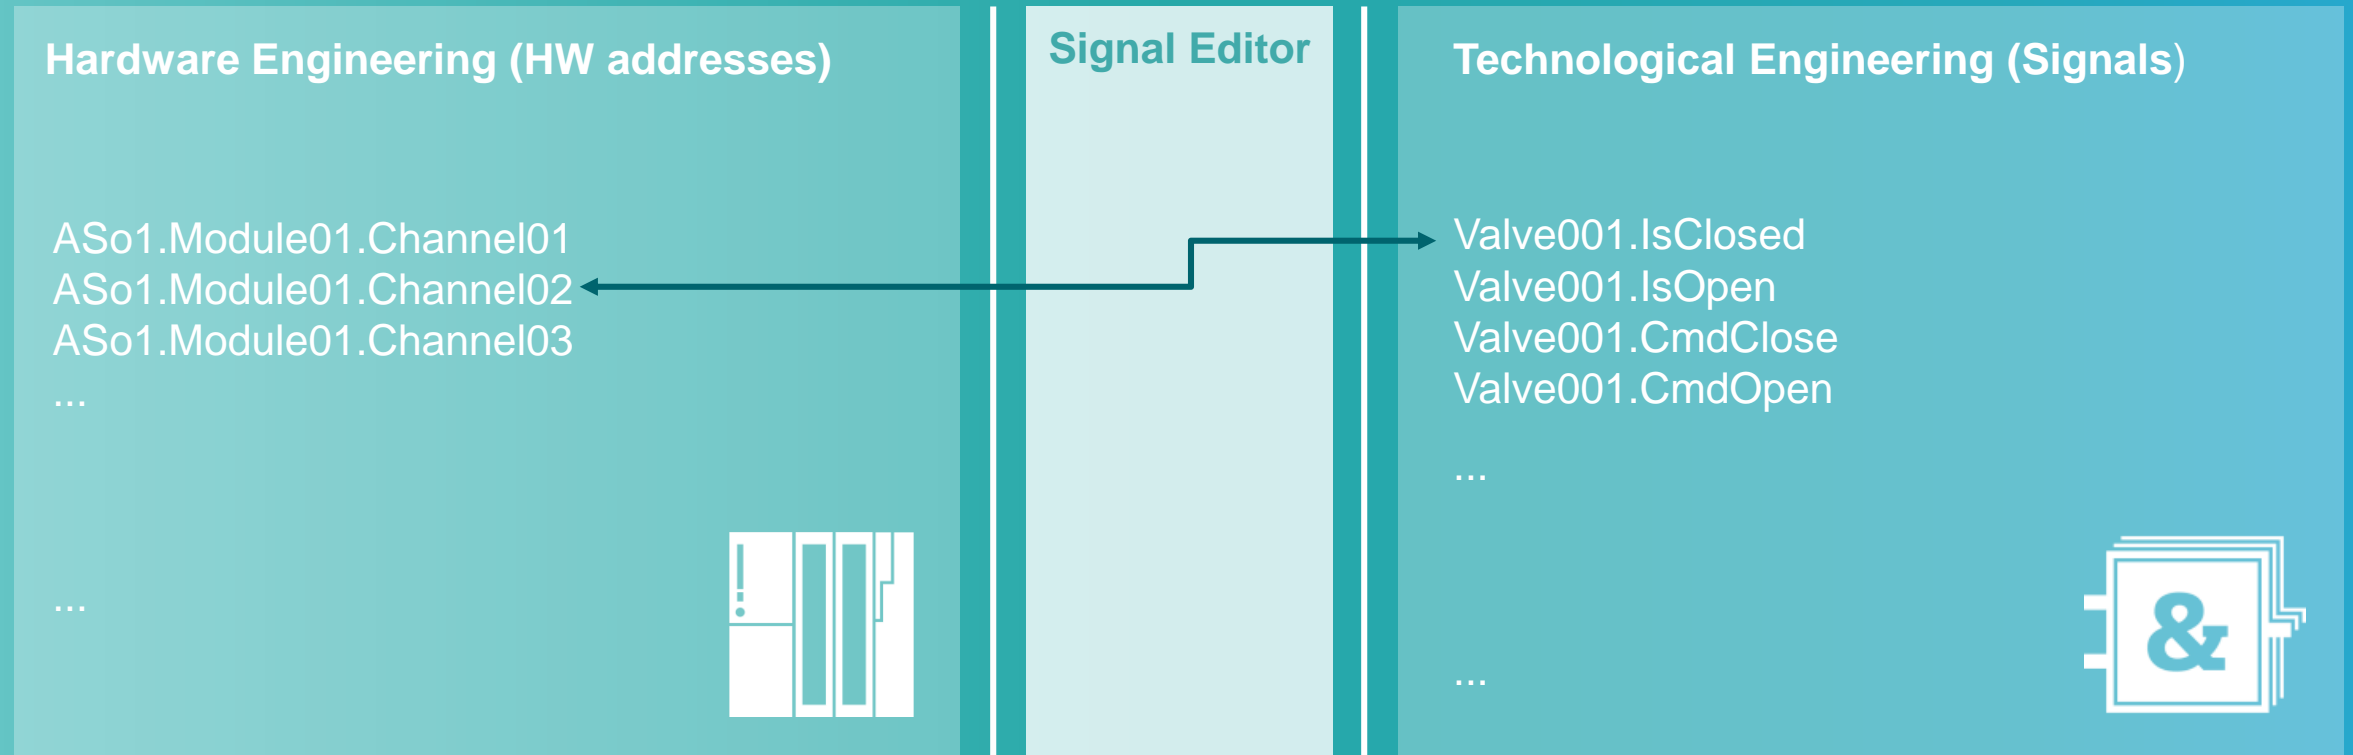 Hardware Engineering (HW addresses)
ASo1.Module01.Channel01
ASo1.Module01.Channel02
ASo1.Module01.Channel03
...
...
Signal Editor
Technological Engineering (Signals)
Valve001.IsClosed
Valve001.IsOpen
Valve001.CmdClose
Valve001.CmdOpen
...
...
&